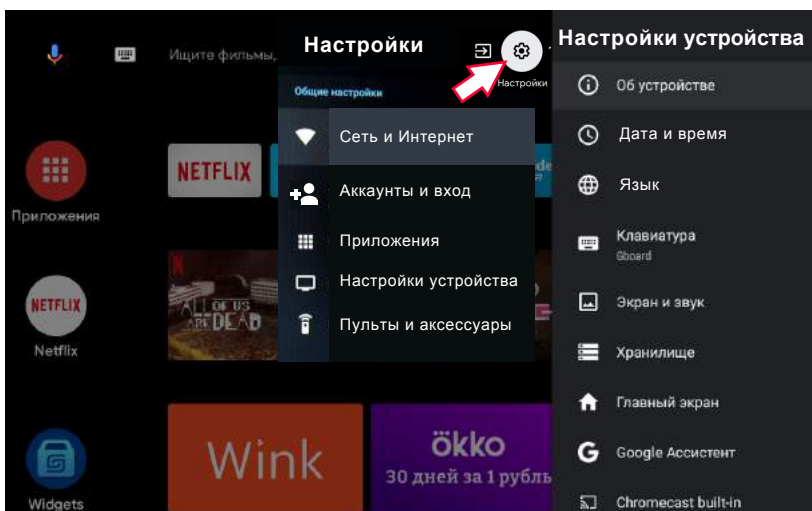 Ищите фильмы,
Приложения
NETFLIX
Netflix
Widgets
NETFLIX
N
ALL OF US
ARE DEAD
Wink
ökko
30 дней за 1 рубль
Настройки
Настройки
Общие настройки
Сеть и Интернет
Аккаунты и вход
Приложения
Настройки устройства
Пульты и аксессуары
Настройки устройства
Об устройстве
Дата и время
Язык
Клавиатура
Gboard
Экран и звук
Хранилище
Главный экран
Google Ассистент
Chromecast built-in